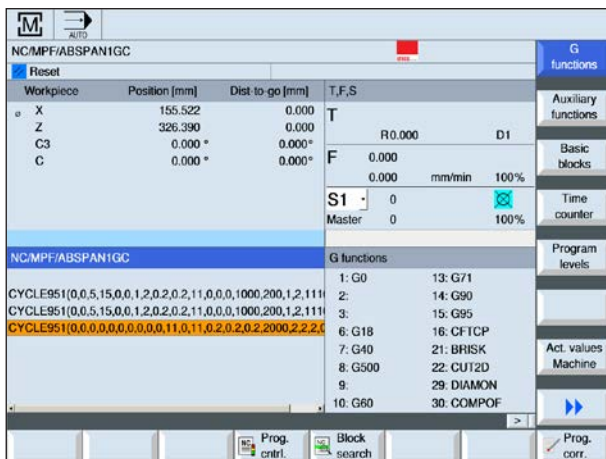 M
AUTO
NC/MPF/ABSPAN1GC
Reset
Workpiece Position [mm] Dist-to-go [mm]
X 155.522 0.000
Z 326.390 0.000
C3 0.000 ° 0.000°
C 0.000 ° 0.000°
T,F,S
T
R0.000 D1
F 0.000
0.000 mm/min 100%
S1 0
Master 0 100%
NC/MPF/ABSPAN1GC
CYCLE951(0,0,5,15,0,0,1,2,0.2,0.2,11,0,0,0,1000,200,1,2,111
CYCLE951(0,0,5,15,0,0,1,2,0.2,0.2,11,0,0,0,1000,200,1,2,111
CYCLE951(0,0,0,0,0,0,0,0,0,0,11,0,11,0.2,0.2,0.2,2000,2,2,2,0
G functions
1: G0 13: G71
2: 14: G90
3: 15: G95
6: G18 16: CFTCP
7: G40 21: BRISK
8: G500 22: CUT2D
9: 29: DIAMON
10: G60 30: COMPOF
>
G
functions
Auxiliary
functions
Basic
blocks
Time
counter
Program
levels
Act. values
Machine
NC Prog.
cntrl.
NC Block
search
Prog.
corr.